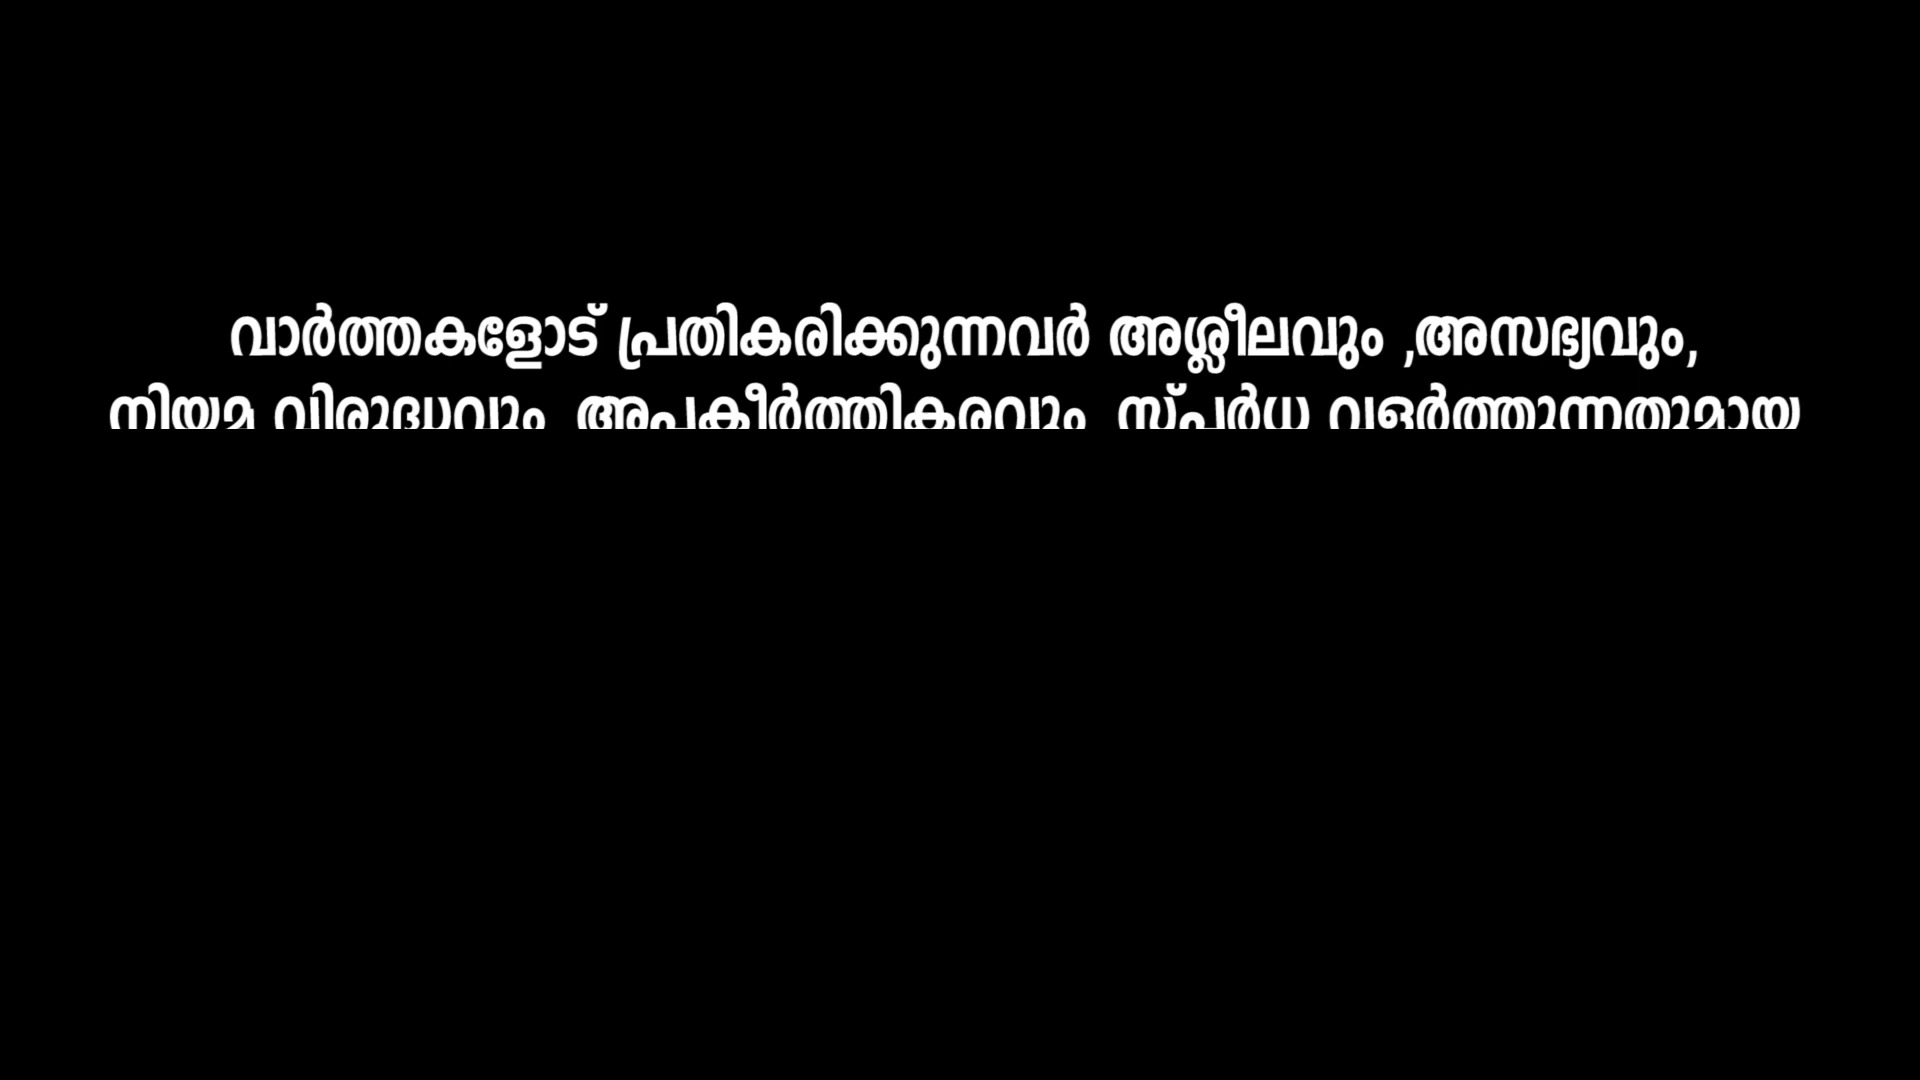 വാർത്തകളോട് പ്രതികരിക്കുന്നവർ അശ്ലീലവും ,അസഭ്യവും,
നിയമ വിരുദ്ധവും അപകീർത്തികരവും സ്പർധ വളർത്തുന്നതുമായ